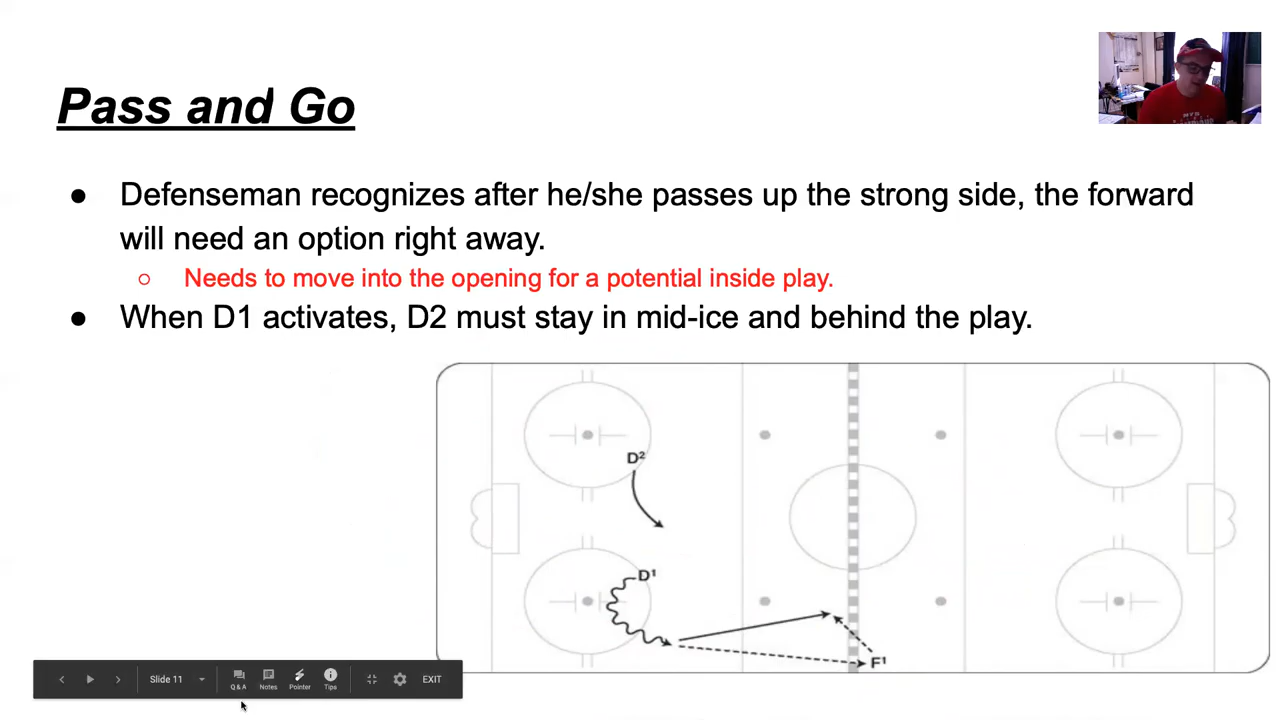 Pass and Go
● Defenseman recognizes after he/she passes up the strong side, the forward
will need an option right away.
○ Needs to move into the opening for a potential inside play.
● When D1 activates, D2 must stay in mid-ice and behind the play.
D²
D¹
F¹
Slide 11
Q & A
Notes
Pointer
Tips
EXIT